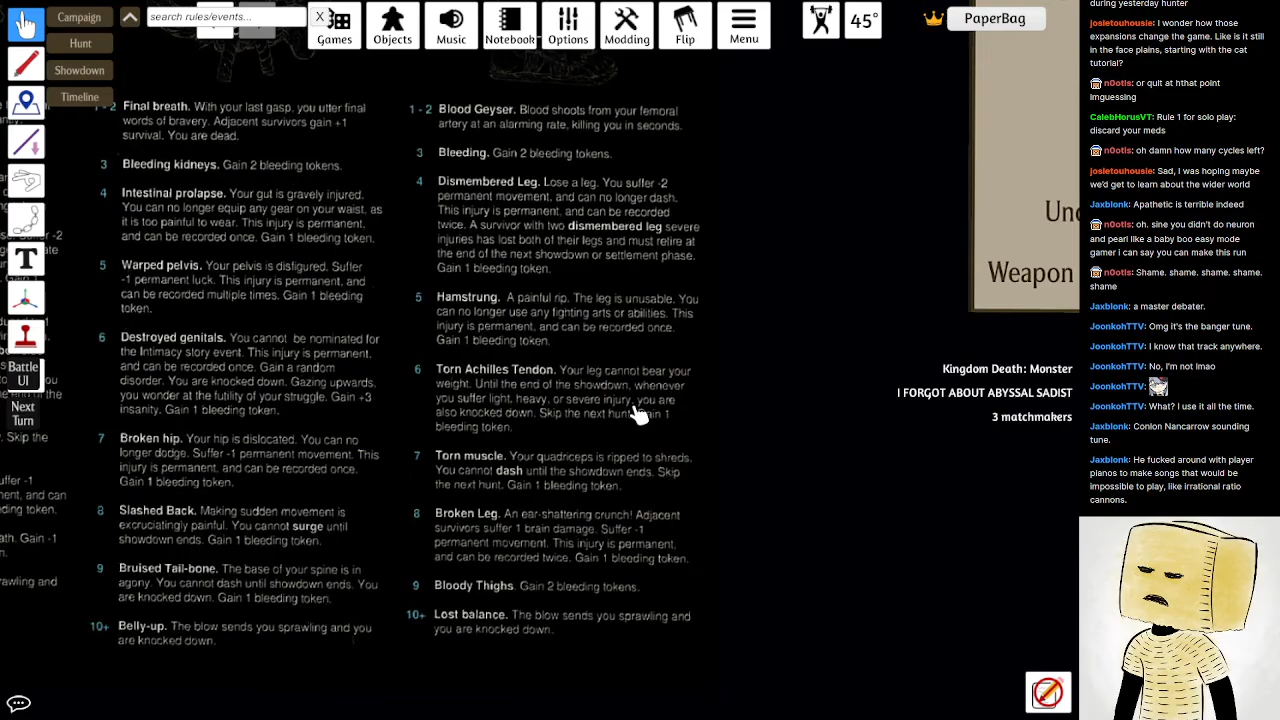 Campaign
Hunt
Showdown
Timeline
search rules/events...
X
Games
Objects
Music
Notebook
Options
Modding
Flip
Menu
45°
PaperBag
Battle
UI
Next
Turn
1 - 2 Final breath. With your last gasp, you utter final
words of bravery. Adjacent survivors gain +1
survival. You are dead.
3 Bleeding kidneys. Gain 2 bleeding tokens.
4 Intestinal prolapse. Your gut is gravely injured.
You can no longer equip any gear on your waist, as
it is too painful to wear. This injury is permanent,
and can be recorded once. Gain 1 bleeding token.
5 Warped pelvis. Your pelvis is disfigured. Suffer
-1 permanent luck. This injury is permanent, and
can be recorded multiple times. Gain 1 bleeding
token.
6 Destroyed genitals. You cannot be nominated for
the Intimacy story event. This injury is permanent,
and can be recorded once. Gain a random
disorder. You are knocked down. Gazing upwards,
you wonder at the futility of your struggle. Gain +3
insanity. Gain 1 bleeding token.
7 Broken hip. Your hip is dislocated. You can no
longer dodge. Suffer -1 permanent movement. This
injury is permanent, and can be recorded once.
Gain 1 bleeding token.
8 Slashed Back. Making sudden movement is
excruciatingly painful. You cannot surge until
showdown ends. Gain 1 bleeding token.
9 Bruised Tail-bone. The base of your spine is in
agony. You cannot dash until showdown ends. You
are knocked down. Gain 1 bleeding token.
10+ Belly-up. The blow sends you sprawling and you
are knocked down.
1 - 2 Blood Geyser. Blood shoots from your femoral
artery at an alarming rate, killing you in seconds.
3 Bleeding. Gain 2 bleeding tokens.
4 Dismembered Leg. Lose a leg. You suffer -2
permanent movement, and can no longer dash.
This injury is permanent, and can be recorded
twice. A survivor with two dismembered leg severe
injuries has lost both of their legs and must retire at
the end of the next showdown or settlement phase.
Gain 1 bleeding token.
5 Hamstrung. A painful rip. The leg is unusable. You
can no longer use any fighting arts or abilities. This
injury is permanent, and can be recorded once.
Gain 1 bleeding token.
6 Torn Achilles Tendon. Your leg cannot bear your
weight. Until the end of the showdown, whenever
you suffer light, heavy, or severe injury, you are
also knocked down. Skip the next hunt. Gain 1
bleeding token.
7 Torn muscle. Your quadriceps is ripped to shreds.
You cannot dash until the showdown ends. Skip
the next hunt. Gain 1 bleeding token.
8 Broken Leg. An ear-shattering crunch! Adjacent
survivors suffer 1 brain damage. Suffer -1
permanent movement. This injury is permanent,
and can be recorded twice. Gain 1 bleeding token.
9 Bloody Thighs. Gain 2 bleeding tokens.
10+ Lost balance. The blow sends you sprawling and
you are knocked down.
Weapon
Kingdom Death: Monster
I FORGOT ABOUT ABYSSAL SADIST
3 matchmakers
during yesterday hunter
josietouhousie: I wonder how those
expansions change the game. Like is it still
in the face plains, starting with the cat
tutorial?
n0otls: or quit at hthat point
imguessing
CalebHorusVT: Rule 1 for solo play:
discard your meds
n0otls: oh damn how many cycles left?
josietouhousie: Sad, I was hoping maybe
we'd get to learn about the wider world
Jaxblonk: Apathetic is terrible indeed
n0otls: oh. sine you didn't do neuron
and pearl like a baby boo easy mode
gamer i can say you can make this run
n0otls: Shame. shame. shame. shame.
shame
Jaxblonk: a master debater.
JoonkohTTV: Omg it's the banger tune.
JoonkohTTV: I know that track anywhere.
JoonkohTTV: No, I'm not lmao
JoonkohTTV:
JoonkohTTV: What? I use it all the time.
Jaxblonk: Conlon Nancarrow sounding
tune.
Jaxblonk: He fucked around with player
pianos to make songs that would be
impossible to play, like irrational ratio
cannons.